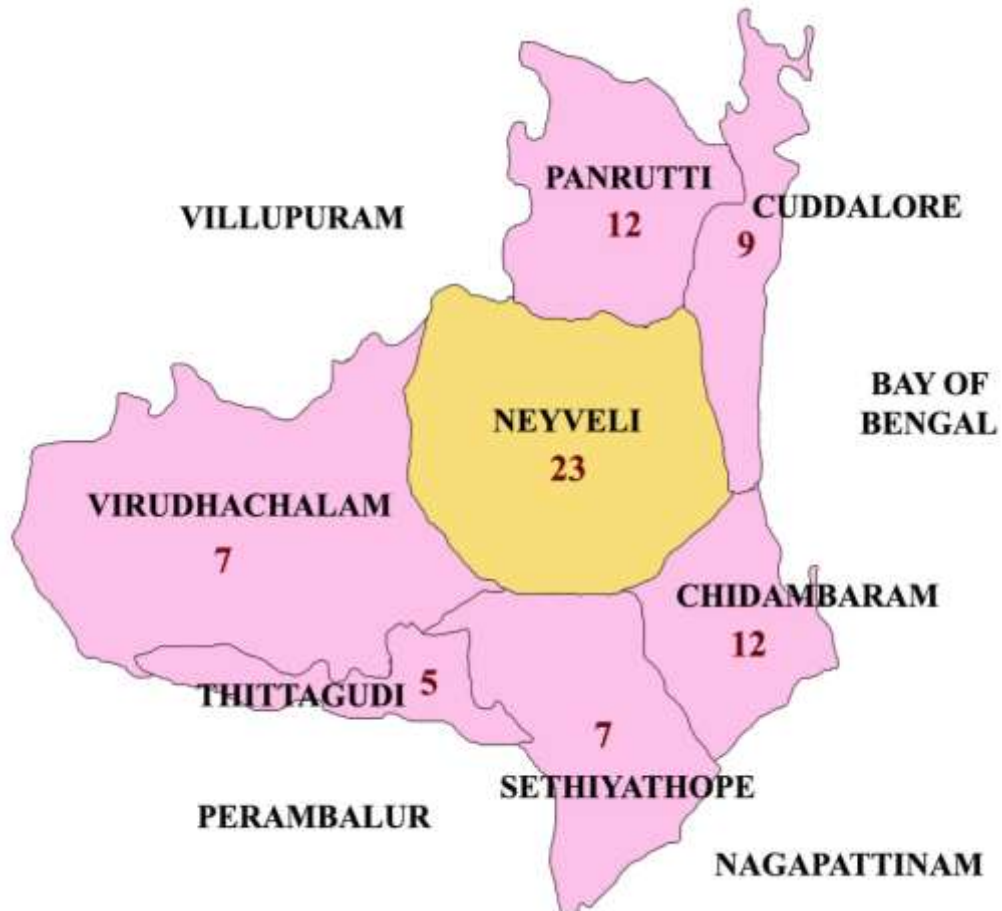 PANRUTTI
12
CUDDALORE
9
VILLUPURAM
BAY OF
BENGAL
NEYVELI
23
VIRUDHACHALAM
7
CHIDAMBARAM
12
THITTAGUDI
5
7
SETHIYATHOPE
PERAMBALUR
NAGAPATTINAM